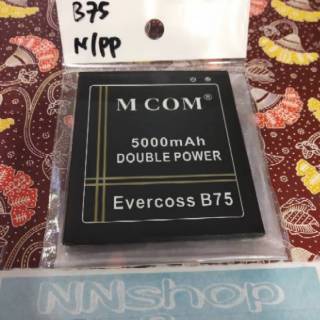 B75
N/PP
M COM®
5000mAh
DOUBLE POWER
Evercoss B75
NNshop